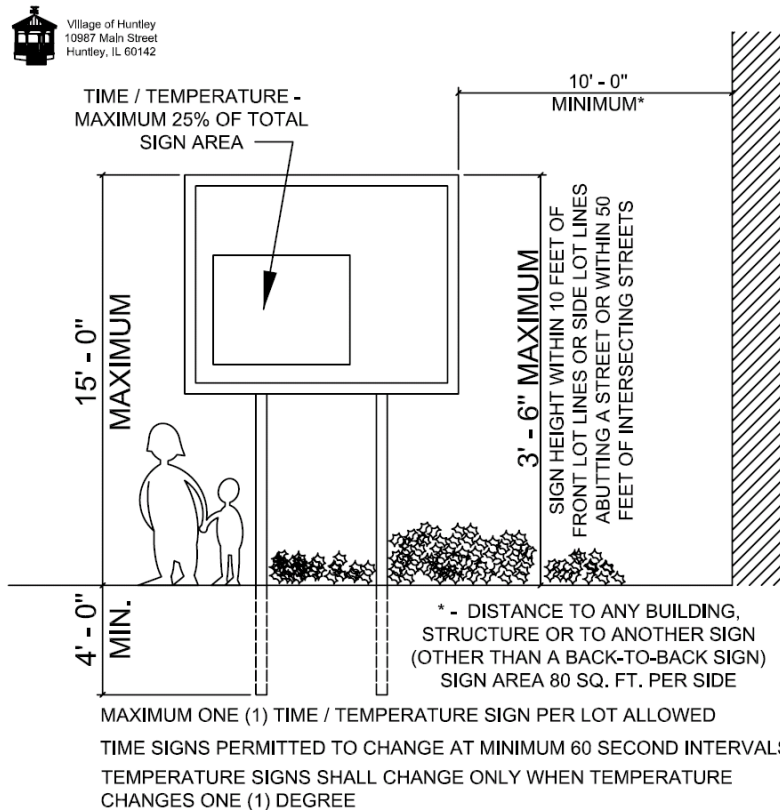 Village of Huntley
10987 Main Street
Huntley, IL 60142
TIME / TEMPERATURE -
MAXIMUM 25% OF TOTAL
SIGN AREA
10' - 0"
MINIMUM*
15' - 0"
MAXIMUM
3' - 6" MAXIMUM
SIGN HEIGHT WITHIN 10 FEET OF
FRONT LOT LINES OR SIDE LOT LINES
ABUTTING A STREET OR WITHIN 50
FEET OF INTERSECTING STREETS
4' - 0"
MIN.
* - DISTANCE TO ANY BUILDING,
STRUCTURE OR TO ANOTHER SIGN
(OTHER THAN A BACK-TO-BACK SIGN)
SIGN AREA 80 SQ. FT. PER SIDE
MAXIMUM ONE (1) TIME / TEMPERATURE SIGN PER LOT ALLOWED
TIME SIGNS PERMITTED TO CHANGE AT MINIMUM 60 SECOND INTERVALS
TEMPERATURE SIGNS SHALL CHANGE ONLY WHEN TEMPERATURE
CHANGES ONE (1) DEGREE